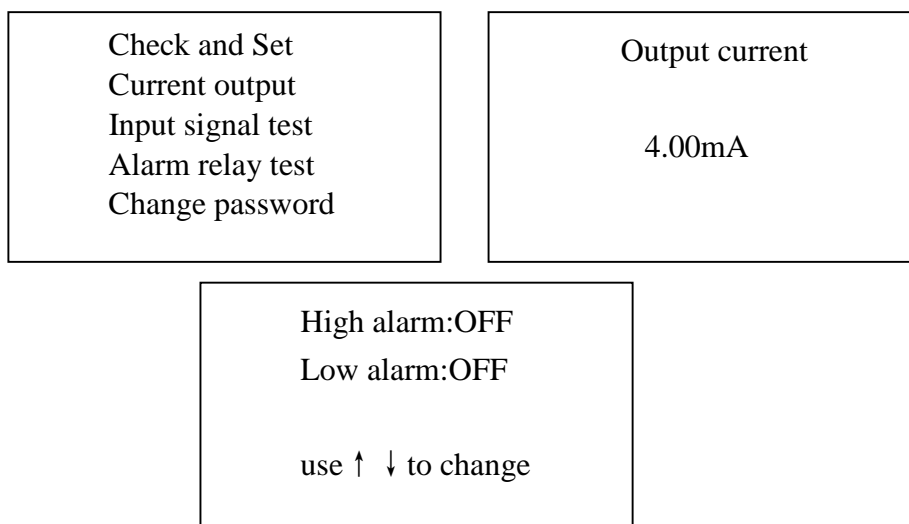 Check and Set
Current output
Input signal test
Alarm relay test
Change password
Output current
4.00mA
High alarm:OFF
Low alarm:OFF
use ↑ ↓ to change